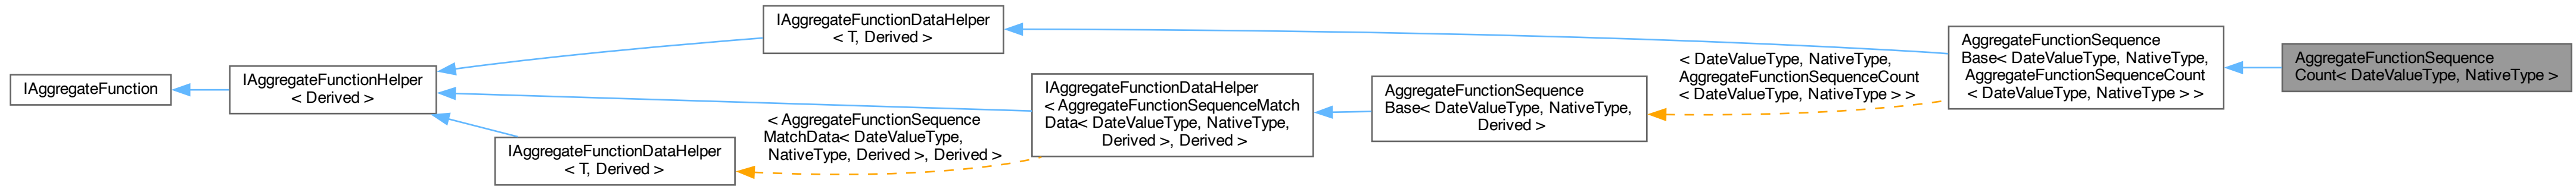 IAggregateFunction
IAggregateFunctionHelper
< Derived >
IAggregateFunctionDataHelper
< T, Derived >
IAggregateFunctionDataHelper
< T, Derived >
< AggregateFunctionSequence
MatchData< DateValueType,
NativeType, Derived >, Derived >
IAggregateFunctionDataHelper
< AggregateFunctionSequenceMatch
Data< DateValueType, NativeType,
Derived >, Derived >
AggregateFunctionSequence
Base< DateValueType, NativeType,
Derived >
< DateValueType, NativeType,
AggregateFunctionSequenceCount
< DateValueType, NativeType > >
AggregateFunctionSequence
Base< DateValueType, NativeType,
AggregateFunctionSequenceCount
< DateValueType, NativeType > >
AggregateFunctionSequence
Count< DateValueType, NativeType >